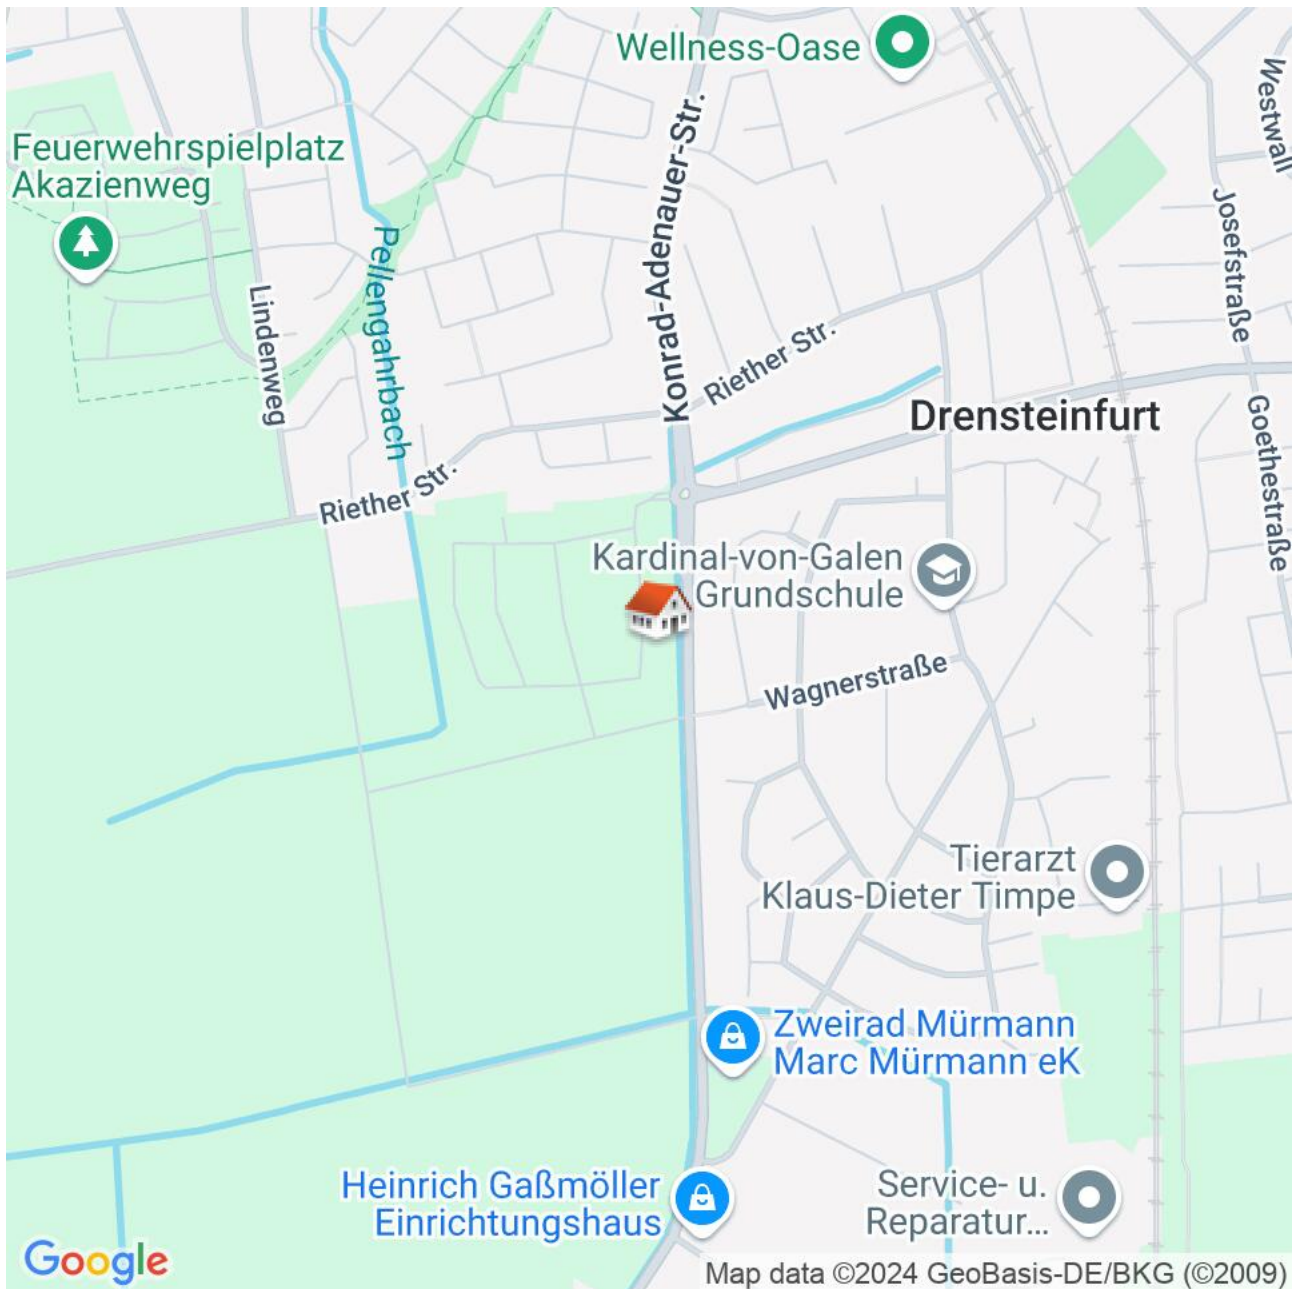 Wellness-Oase
Westwall
Feuerwehrspielplatz
Akazienweg
Konrad-Adenauer-Str.
Josefstraße
Pellengahrbach
Lindenweg
Riether Str.
Drensteinfurt
Goethestraße
Riether Str.
Kardinal-von-Galen
Grundschule
Wagnerstraße
Tierarzt
Klaus-Dieter Timpe
Zweirad Mürmann
Marc Mürmann eK
Heinrich Gaßmöller
Einrichtungshaus
Service- u.
Reparatur...
Google
Map data ©2024 GeoBasis-DE/BKG (©2009)